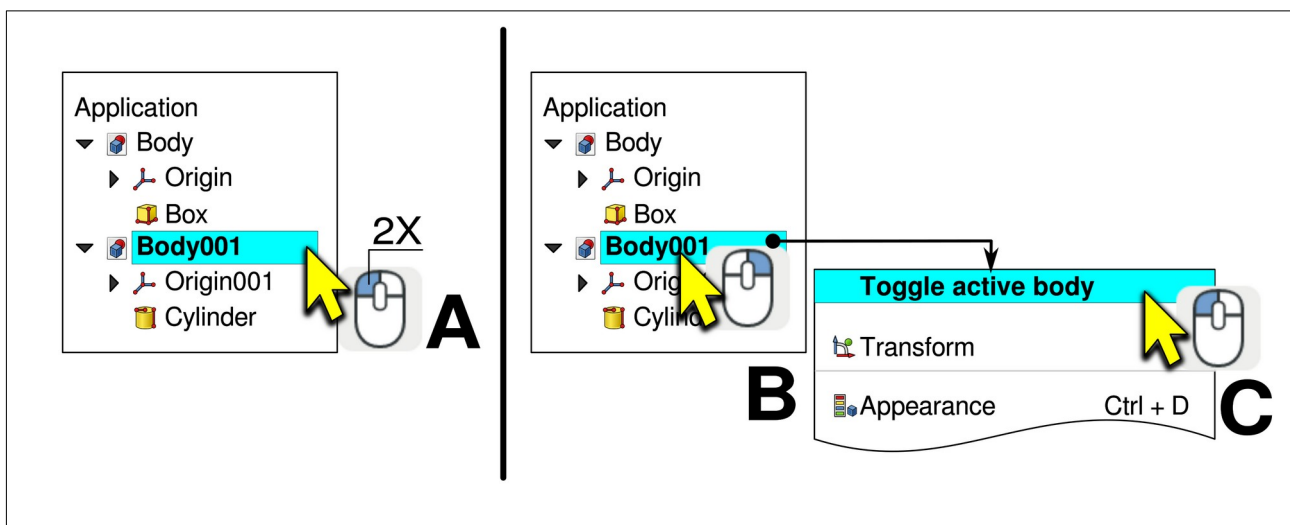 Application
Body
Origin
Box
Body001
Origin001
Cylinder
2X
A
Application
Body
Origin
Box
Body001
Cylin
B
Toggle active body
Transform
Appearance Ctrl + D
C